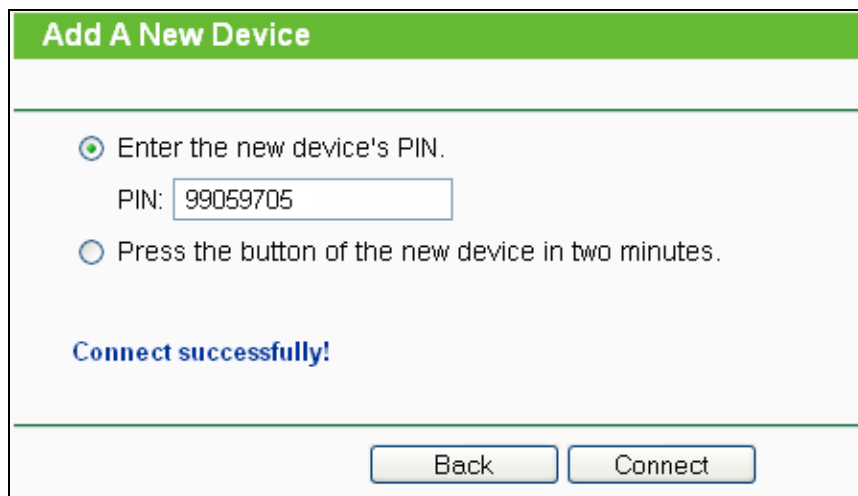 Add A New Device
Enter the new device's PIN.
PIN: 99059705
Press the button of the new device in two minutes.
Connect successfully!
Back Connect